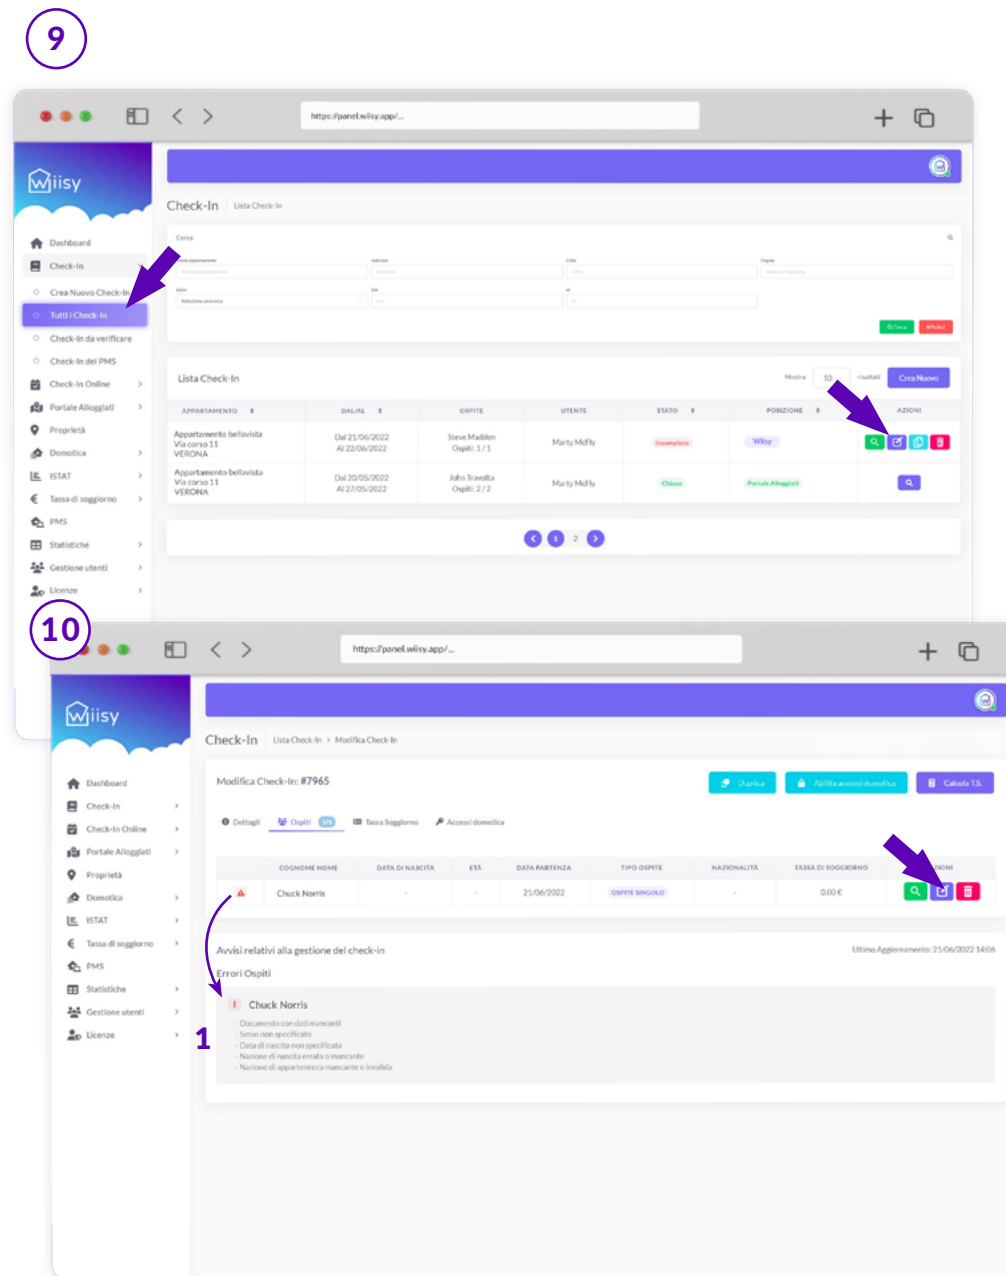 9
https://panel.wiisy.app/...
Wiisy
Check-In Lista Check-In
Cerca
Dashboard
Check-In
Crea Nuovo Check-In
Tutti i Check-In
Check-In da verificare
Check-In del PMS
Check-In Online
Portale Alloggiati
Proprietà
Domotica
ISTAT
Tassa di soggiorno
PMS
Statistiche
Gestione utenti
Licenze
Indirizzo
Città
Ospite
Stato
Dal
Al
Cerca
Lista Check-In
Mostra 10 risultati Crea Nuovo
APPARTAMENTO DAL/AL OSPITE UTENTE STATO POSIZIONE AZIONI
Appartamento bellavista
Via corso 11
VERONA
Dal 21/06/2022
Al 22/06/2022
Steve Madden
Ospiti: 1 / 1
Marty McFly
Incompleto
Wiisy
Appartamento bellavista
Via corso 11
VERONA
Dal 20/05/2022
Al 27/05/2022
John Travolta
Ospiti: 2 / 2
Marty McFly
Chiuso
Portale Alloggiati
1 2
10
https://panel.wiisy.app/...
Wiisy
Check-In Lista Check-In > Modifica Check-In
Dashboard
Check-In
Check-In Online
Portale Alloggiati
Proprietà
Domotica
ISTAT
Tassa di soggiorno
PMS
Statistiche
Gestione utenti
Licenze
Modifica Check-In: #7965
Duplica Abilita accessi domotica Calcola T.S.
Dettagli Ospiti Tassa Soggiorno Accessi domotica
COGNOME NOME DATA DI NASCITA ETÀ DATA PARTENZA TIPO OSPITE NAZIONALITÀ TASSA DI SOGGIORNO
Chuck Norris - - 21/06/2022 OSPITE SINGOLO - 0.00 €
Avvisi relativi alla gestione del check-in
Ultimo Aggiornamento: 21/06/2022 14:06
Errori Ospiti
Chuck Norris
- Documento con dati mancanti
- Sesso non specificato
- Data di nascita non specificata
- Nazione di nascita errata o mancante
- Nazione di appartenenza mancante o invalida
1